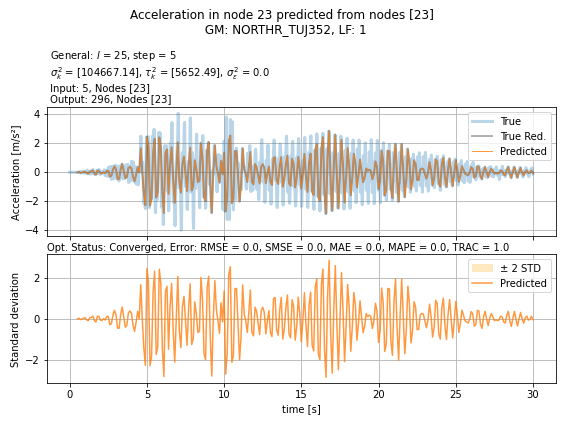 Acceleration in node 23 predicted from nodes [23]
GM: NORTHR_TUJ352, LF: 1
General: l = 25, step = 5
σ²ₖ = [104667.14], τ²ₖ = [5652.49], σ²ₑ = 0.0
Input: 5, Nodes [23]
Output: 296, Nodes [23]
Acceleration [m/s²]
4
2
0
−2
−4
True
True Red.
Predicted
Opt. Status: Converged, Error: RMSE = 0.0, SMSE = 0.0, MAE = 0.0, MAPE = 0.0, TRAC = 1.0
Standard deviation
2
0
−2
± 2 STD
Predicted
0 5 10 15 20 25 30
time [s]